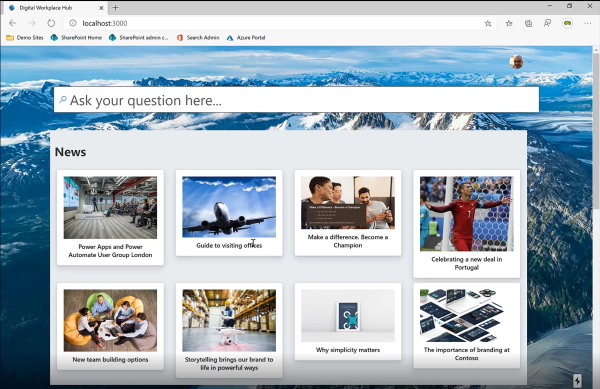 Digital Workplace Hub
localhost:3000
Demo Sites
SharePoint Home
SharePoint admin c...
Search Admin
Azure Portal
Ask your question here...
News
Power Apps and Power
Automate User Group London
Guide to visiting offices
Make a difference. Become a
Champion
Celebrating a new deal in
Portugal
New team building options
Storytelling brings our brand to
life in powerful ways
Why simplicity matters
The importance of branding at
Contoso